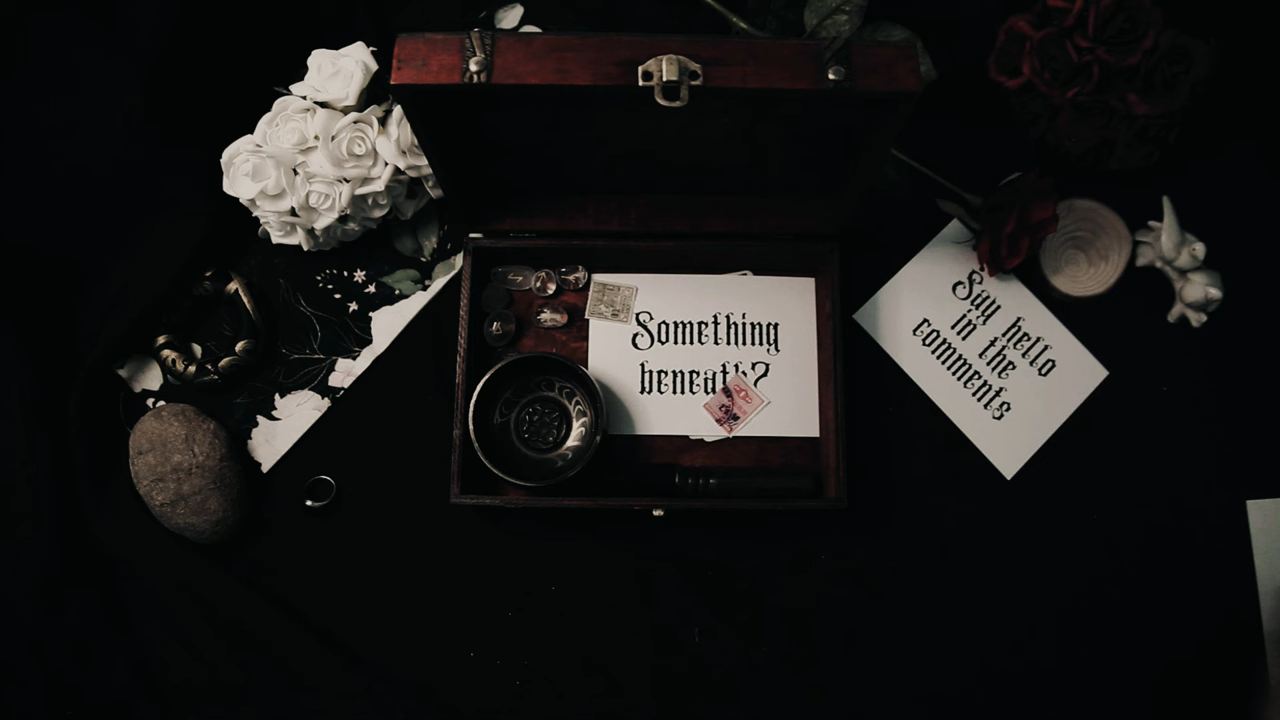 Something
beneath?
Say hello
in the
comments